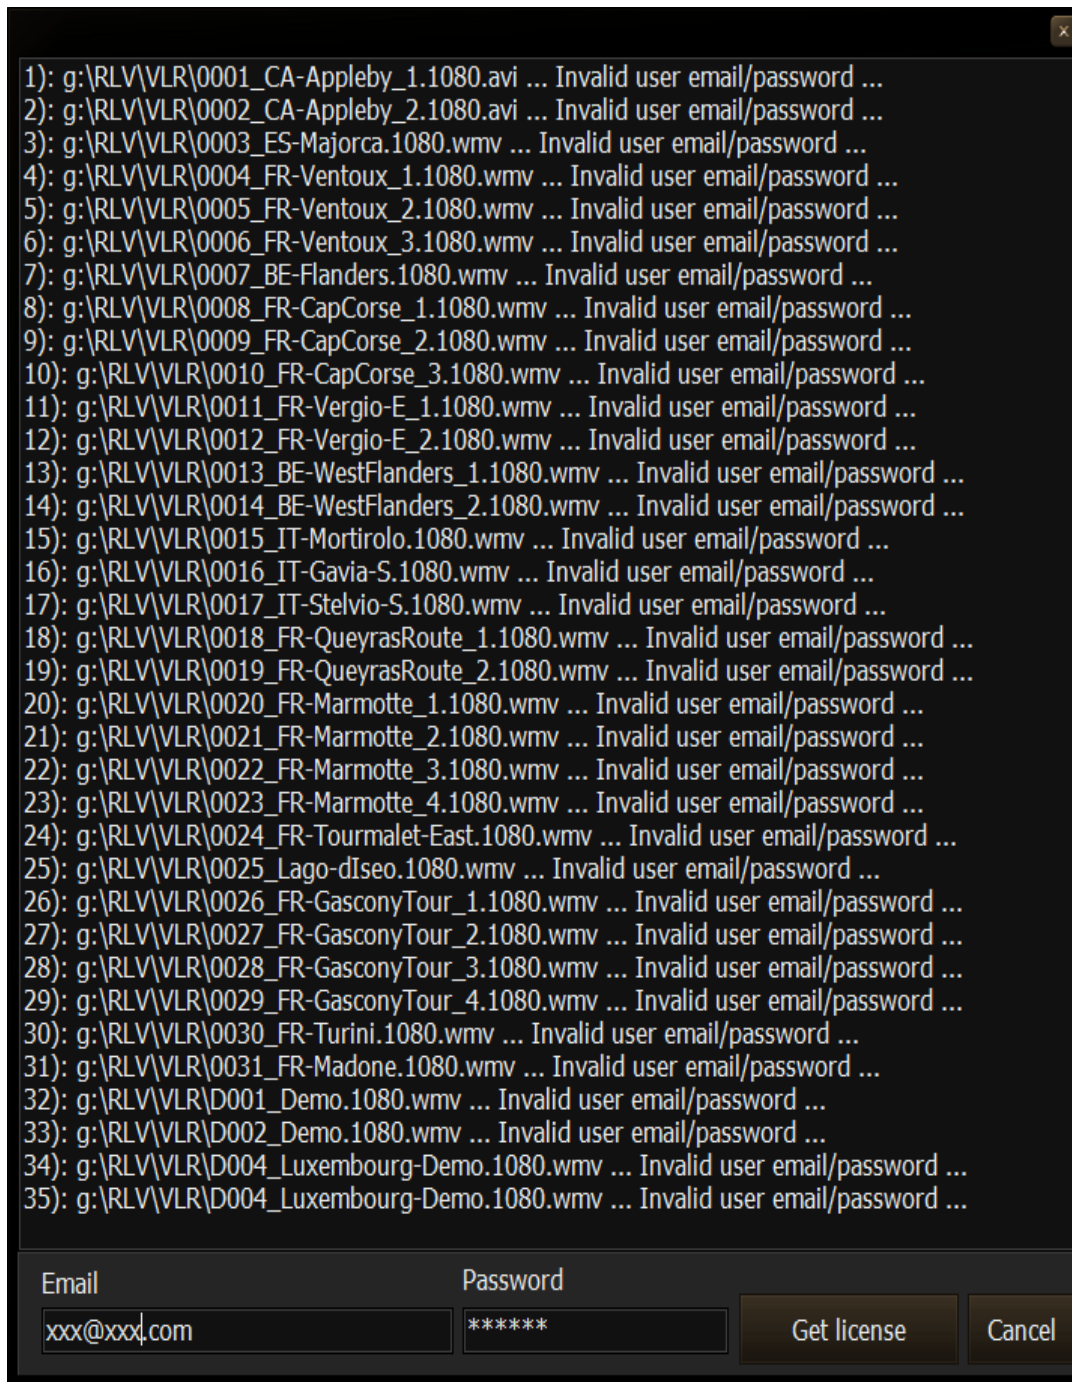 x
1): g:\RLV\VLR\0001_CA-Appleby_1.1080.avi ... Invalid user email/password ...
2): g:\RLV\VLR\0002_CA-Appleby_2.1080.avi ... Invalid user email/password ...
3): g:\RLV\VLR\0003_ES-Majorca.1080.wmv ... Invalid user email/password ...
4): g:\RLV\VLR\0004_FR-Ventoux_1.1080.wmv ... Invalid user email/password ...
5): g:\RLV\VLR\0005_FR-Ventoux_2.1080.wmv ... Invalid user email/password ...
6): g:\RLV\VLR\0006_FR-Ventoux_3.1080.wmv ... Invalid user email/password ...
7): g:\RLV\VLR\0007_BE-Flanders.1080.wmv ... Invalid user email/password ...
8): g:\RLV\VLR\0008_FR-CapCorse_1.1080.wmv ... Invalid user email/password ...
9): g:\RLV\VLR\0009_FR-CapCorse_2.1080.wmv ... Invalid user email/password ...
10): g:\RLV\VLR\0010_FR-CapCorse_3.1080.wmv ... Invalid user email/password ...
11): g:\RLV\VLR\0011_FR-Vergio-E_1.1080.wmv ... Invalid user email/password ...
12): g:\RLV\VLR\0012_FR-Vergio-E_2.1080.wmv ... Invalid user email/password ...
13): g:\RLV\VLR\0013_BE-WestFlanders_1.1080.wmv ... Invalid user email/password ...
14): g:\RLV\VLR\0014_BE-WestFlanders_2.1080.wmv ... Invalid user email/password ...
15): g:\RLV\VLR\0015_IT-Mortirolo.1080.wmv ... Invalid user email/password ...
16): g:\RLV\VLR\0016_IT-Gavia-S.1080.wmv ... Invalid user email/password ...
17): g:\RLV\VLR\0017_IT-Stelvio-S.1080.wmv ... Invalid user email/password ...
18): g:\RLV\VLR\0018_FR-QueyrasRoute_1.1080.wmv ... Invalid user email/password ...
19): g:\RLV\VLR\0019_FR-QueyrasRoute_2.1080.wmv ... Invalid user email/password ...
20): g:\RLV\VLR\0020_FR-Marmotte_1.1080.wmv ... Invalid user email/password ...
21): g:\RLV\VLR\0021_FR-Marmotte_2.1080.wmv ... Invalid user email/password ...
22): g:\RLV\VLR\0022_FR-Marmotte_3.1080.wmv ... Invalid user email/password ...
23): g:\RLV\VLR\0023_FR-Marmotte_4.1080.wmv ... Invalid user email/password ...
24): g:\RLV\VLR\0024_FR-Tourmalet-East.1080.wmv ... Invalid user email/password ...
25): g:\RLV\VLR\0025_Lago-dIseo.1080.wmv ... Invalid user email/password ...
26): g:\RLV\VLR\0026_FR-GasconyTour_1.1080.wmv ... Invalid user email/password ...
27): g:\RLV\VLR\0027_FR-GasconyTour_2.1080.wmv ... Invalid user email/password ...
28): g:\RLV\VLR\0028_FR-GasconyTour_3.1080.wmv ... Invalid user email/password ...
29): g:\RLV\VLR\0029_FR-GasconyTour_4.1080.wmv ... Invalid user email/password ...
30): g:\RLV\VLR\0030_FR-Turini.1080.wmv ... Invalid user email/password ...
31): g:\RLV\VLR\0031_FR-Madone.1080.wmv ... Invalid user email/password ...
32): g:\RLV\VLR\D001_Demo.1080.wmv ... Invalid user email/password ...
33): g:\RLV\VLR\D002_Demo.1080.wmv ... Invalid user email/password ...
34): g:\RLV\VLR\D004_Luxembourg-Demo.1080.wmv ... Invalid user email/password ...
35): g:\RLV\VLR\D004_Luxembourg-Demo.1080.wmv ... Invalid user email/password ...
Email Password
xxx@xxx.com ****** Get license Cancel